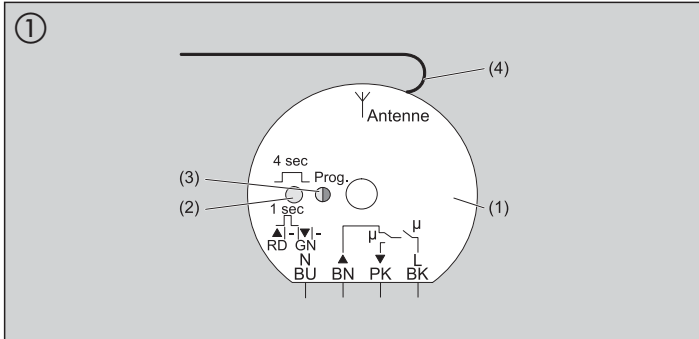 ①
(4)
Antenne
4 sec
(3)
Prog.
(2)
(1)
1 sec
µ
µ
▲ - ▼ -
RD GN
N ▲ ▼ L
BU BN PK BK